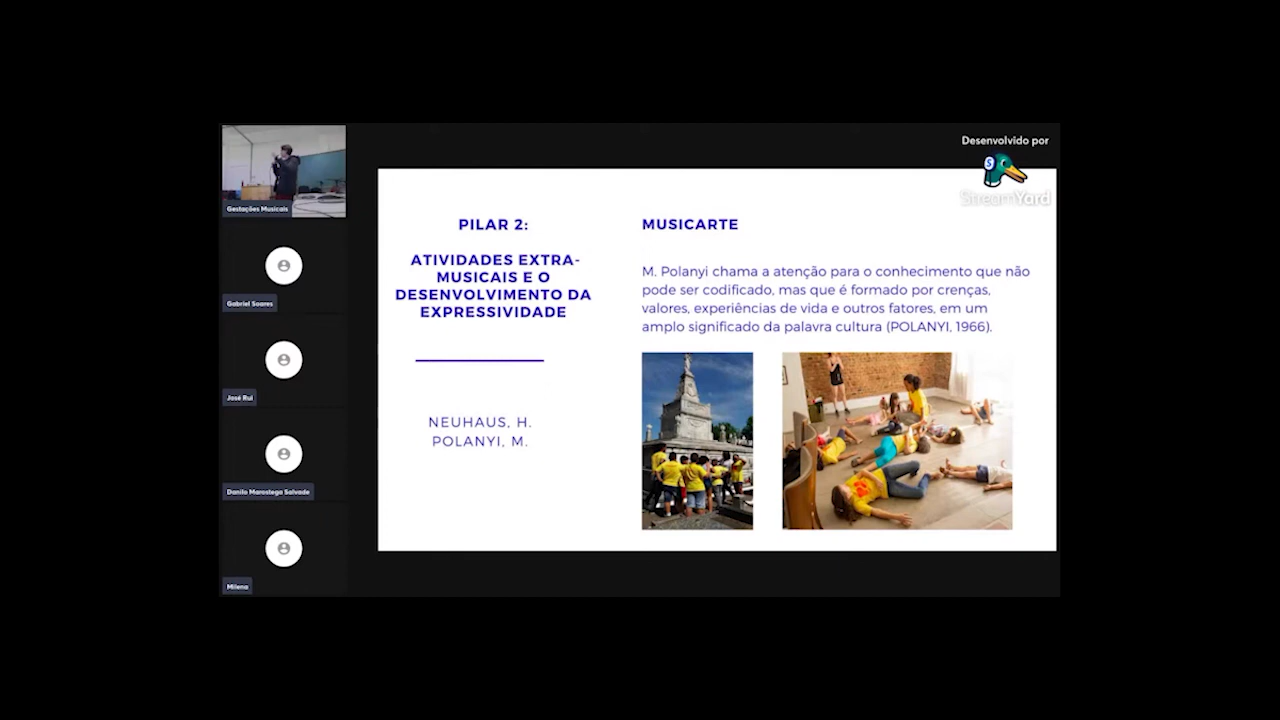 Gestações Musicais
Gabriel Soares
José Rui
Danilo Marostega Salvade
Milena
Desenvolvido por
StreamYard
PILAR 2:
ATIVIDADES EXTRA-
MUSICAIS E O
DESENVOLVIMENTO DA
EXPRESSIVIDADE
NEUHAUS, H.
POLANYI, M.
MUSICARTE
M. Polanyi chama a atenção para o conhecimento que não
pode ser codificado, mas que é formado por crenças,
valores, experiências de vida e outros fatores, em um
amplo significado da palavra cultura (POLANYI, 1966).